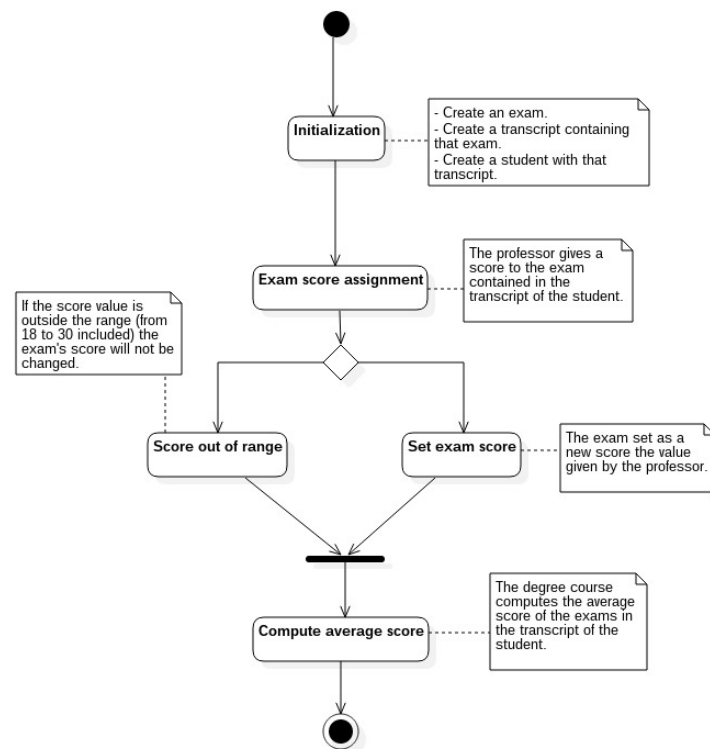 Initialization
- Create an exam.
- Create a transcript containing
that exam.
- Create a student with that
transcript.
Exam score assignment
The professor gives a
score to the exam
contained in the
transcript of the student.
If the score value is
outside the range (from
18 to 30 included) the
exam's score will not be
changed.
Score out of range
Set exam score
The exam set as a
new score the value
given by the professor.
Compute average score
The degree course
computes the average
score of the exams in
the transcript of the
student.